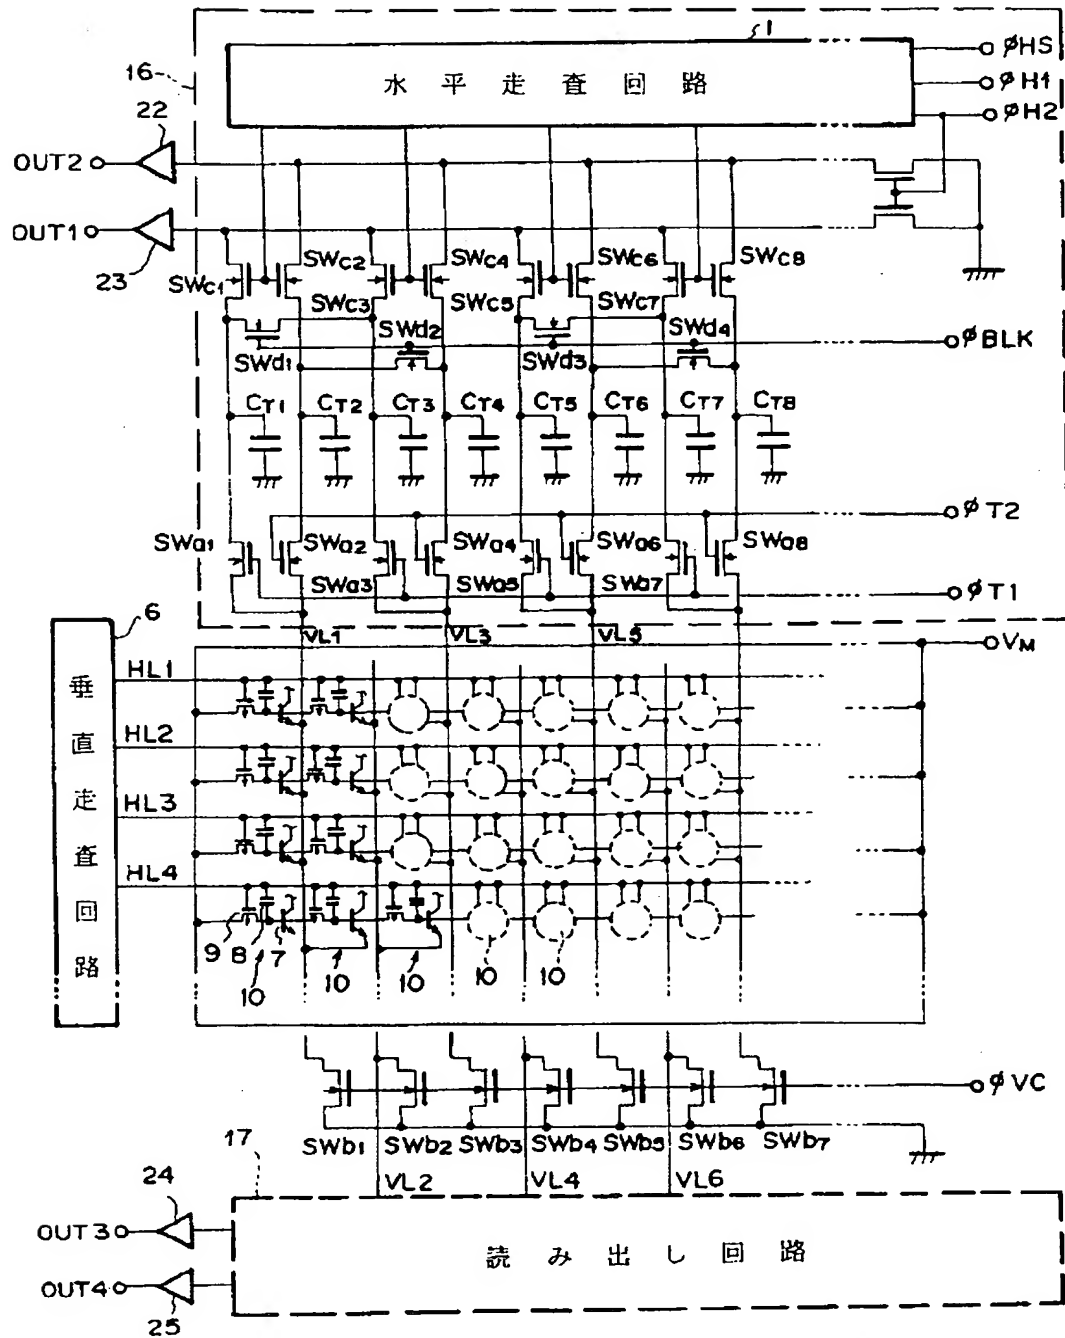 1
φHS
水平走査回路
16
φH1
22
φH2
OUT2
OUT1
23
SWC1
SWC2
SWC4
SWC6
SWC8
SWC3
SWC5
SWC7
SWd2
SWd4
φBLK
SWd1
SWd3
CT1
CT2
CT3
CT4
CT5
CT6
CT7
CT8
φT2
SWa1
SWa2
SWa4
SWa6
SWa8
SWa3
SWa5
SWa7
φT1
6
VL1
VL3
VL5
VM
HL1
垂直走査回路
HL2
HL3
HL4
9
8
7
10
10
10
10
10
φVC
SWb1
SWb2
SWb3
SWb4
SWb5
SWb6
SWb7
17
VL2
VL4
VL6
24
OUT3
読み出し回路
OUT4
25